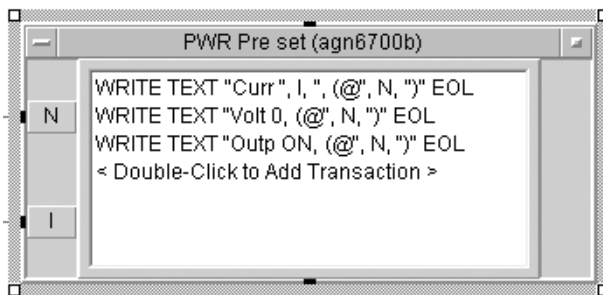 PWR Pre set (agn6700b)
WRITE TEXT "Curr ", I, ", (@", N, ")" EOL
N
WRITE TEXT "Volt 0, (@", N, ")" EOL
WRITE TEXT "Outp ON, (@", N, ")" EOL
< Double-Click to Add Transaction >
I